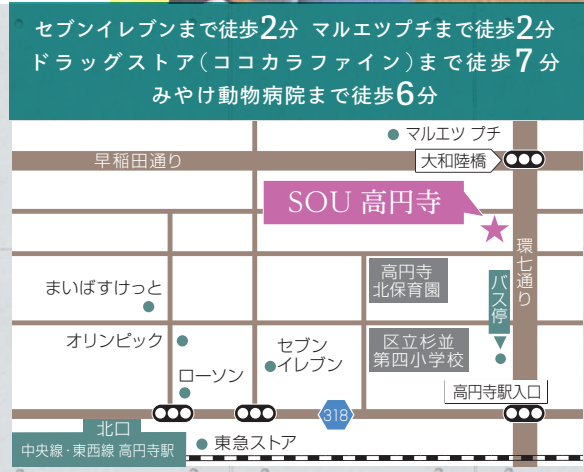 セブンイレブンまで徒歩2分 マルエツプチまで徒歩2分
ドラッグストア(ココカラファイン)まで徒歩7分
みやけ動物病院まで徒歩6分
マルエツ プチ
早稲田通り
大和陸橋
SOU 高円寺
環七通り
高円寺
北保育園
バス停
まいばすけっと
オリンピック
セブン
イレブン
区立杉並
第四小学校
ローソン
高円寺駅入口
318
北口
中央線・東西線 高円寺駅
東急ストア